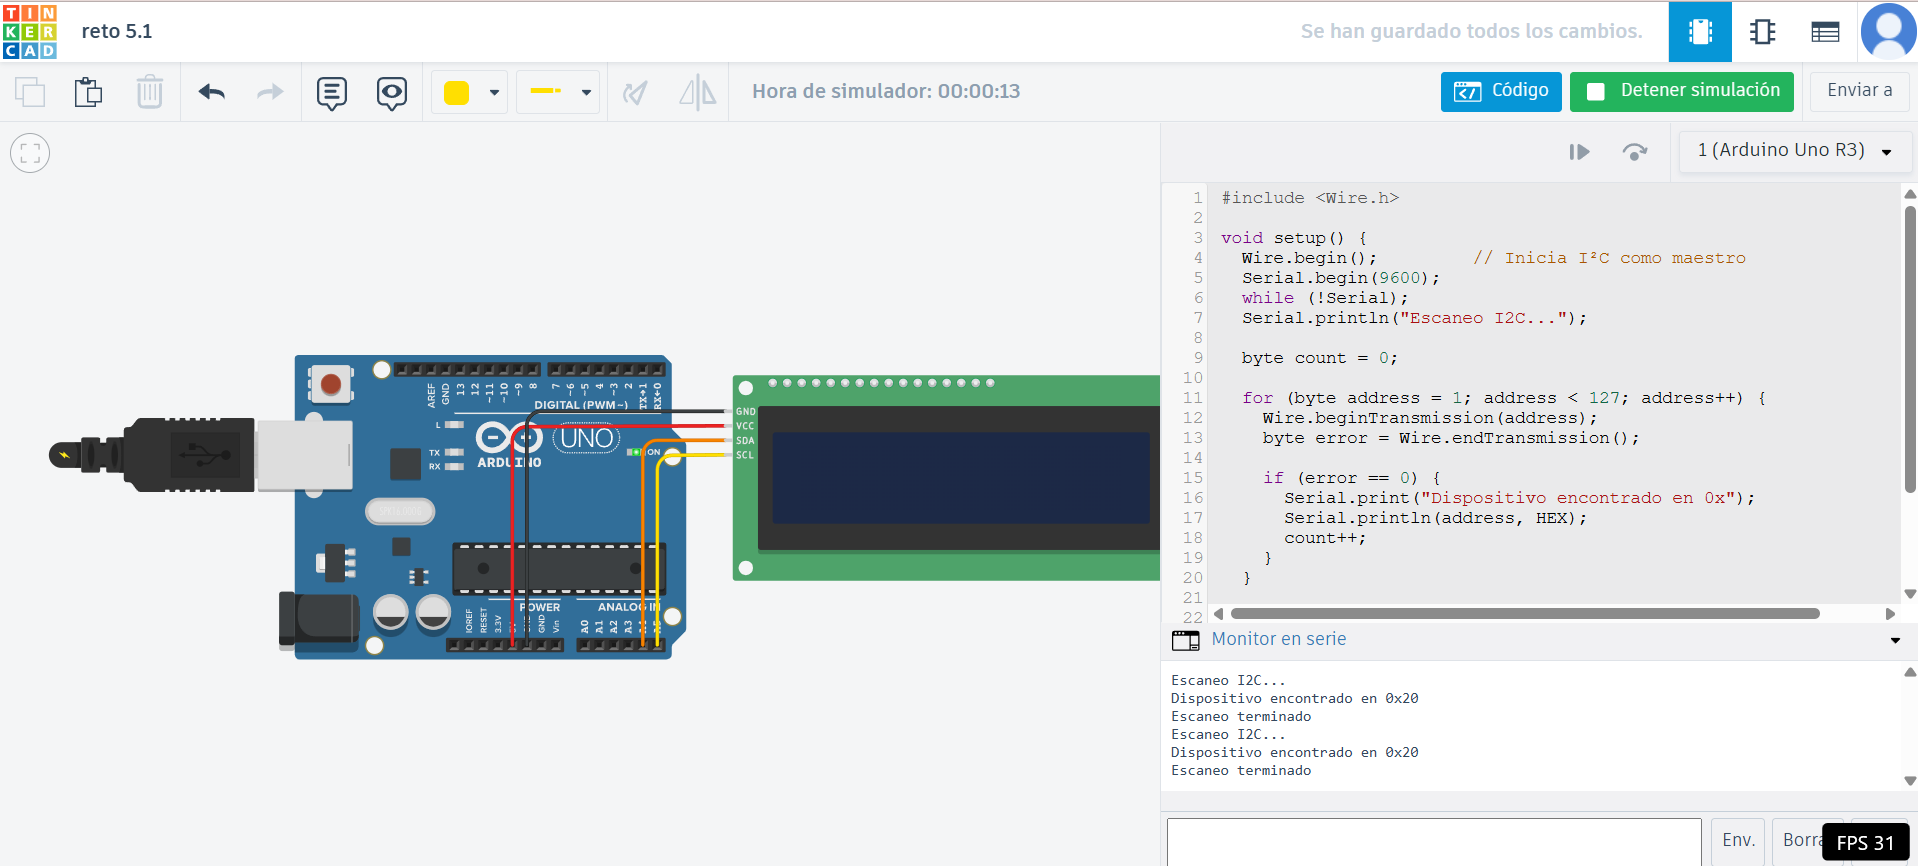 TIN
KER
CAD
reto 5.1
Se han guardado todos los cambios.
Hora de simulador: 00:00:13
Código
Detener simulación
Enviar a
1 (Arduino Uno R3)
1 #include <Wire.h>
2
3 void setup() {
4 Wire.begin(); // Inicia I²C como maestro
5 Serial.begin(9600);
6 while (!Serial);
7 Serial.println("Escaneo I2C...");
8
9 byte count = 0;
10
11 for (byte address = 1; address < 127; address++) {
12 Wire.beginTransmission(address);
13 byte error = Wire.endTransmission();
14
15 if (error == 0) {
16 Serial.print("Dispositivo encontrado en 0x");
17 Serial.println(address, HEX);
18 count++;
19 }
20 }
21
22
AREF
GND
13
12
~11
~10
~9
8
7
~6
~5
4
~3
2
TX→1
RX←0
DIGITAL (PWM~)
L
TX
RX
ARDUINO
UNO
ON
GND
VCC
SDA
SCL
POWER
ANALOG IN
IOREF
RESET
3.3V
GND
Vin
A0
A1
A2
A3
Monitor en serie
Escaneo I2C...
Dispositivo encontrado en 0x20
Escaneo terminado
Escaneo I2C...
Dispositivo encontrado en 0x20
Escaneo terminado
Env.
Borra
FPS 31